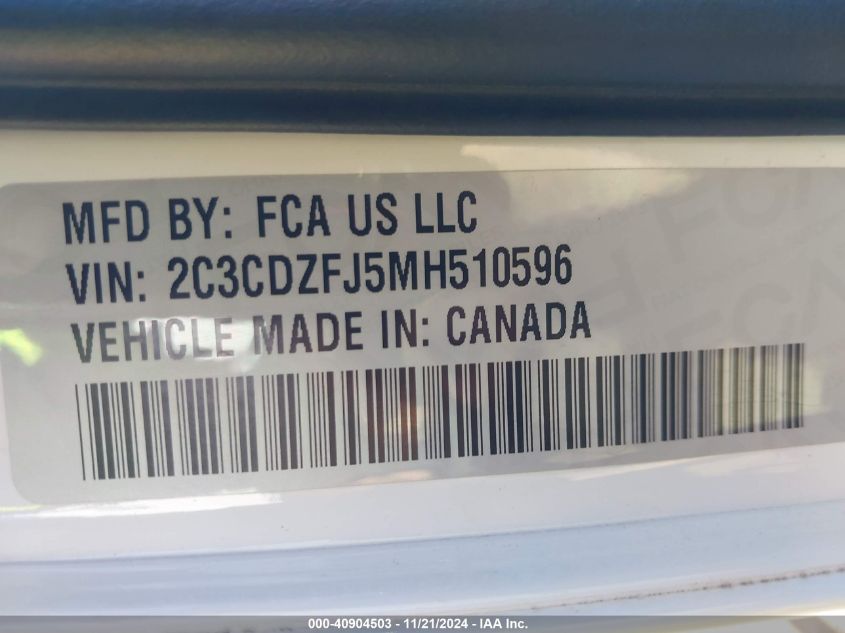 MFD BY: FCA US LLC
VIN: 2C3CDZFJ5MH510596
VEHICLE MADE IN: CANADA
000-40904503 - 11/21/2024 - IAA Inc.